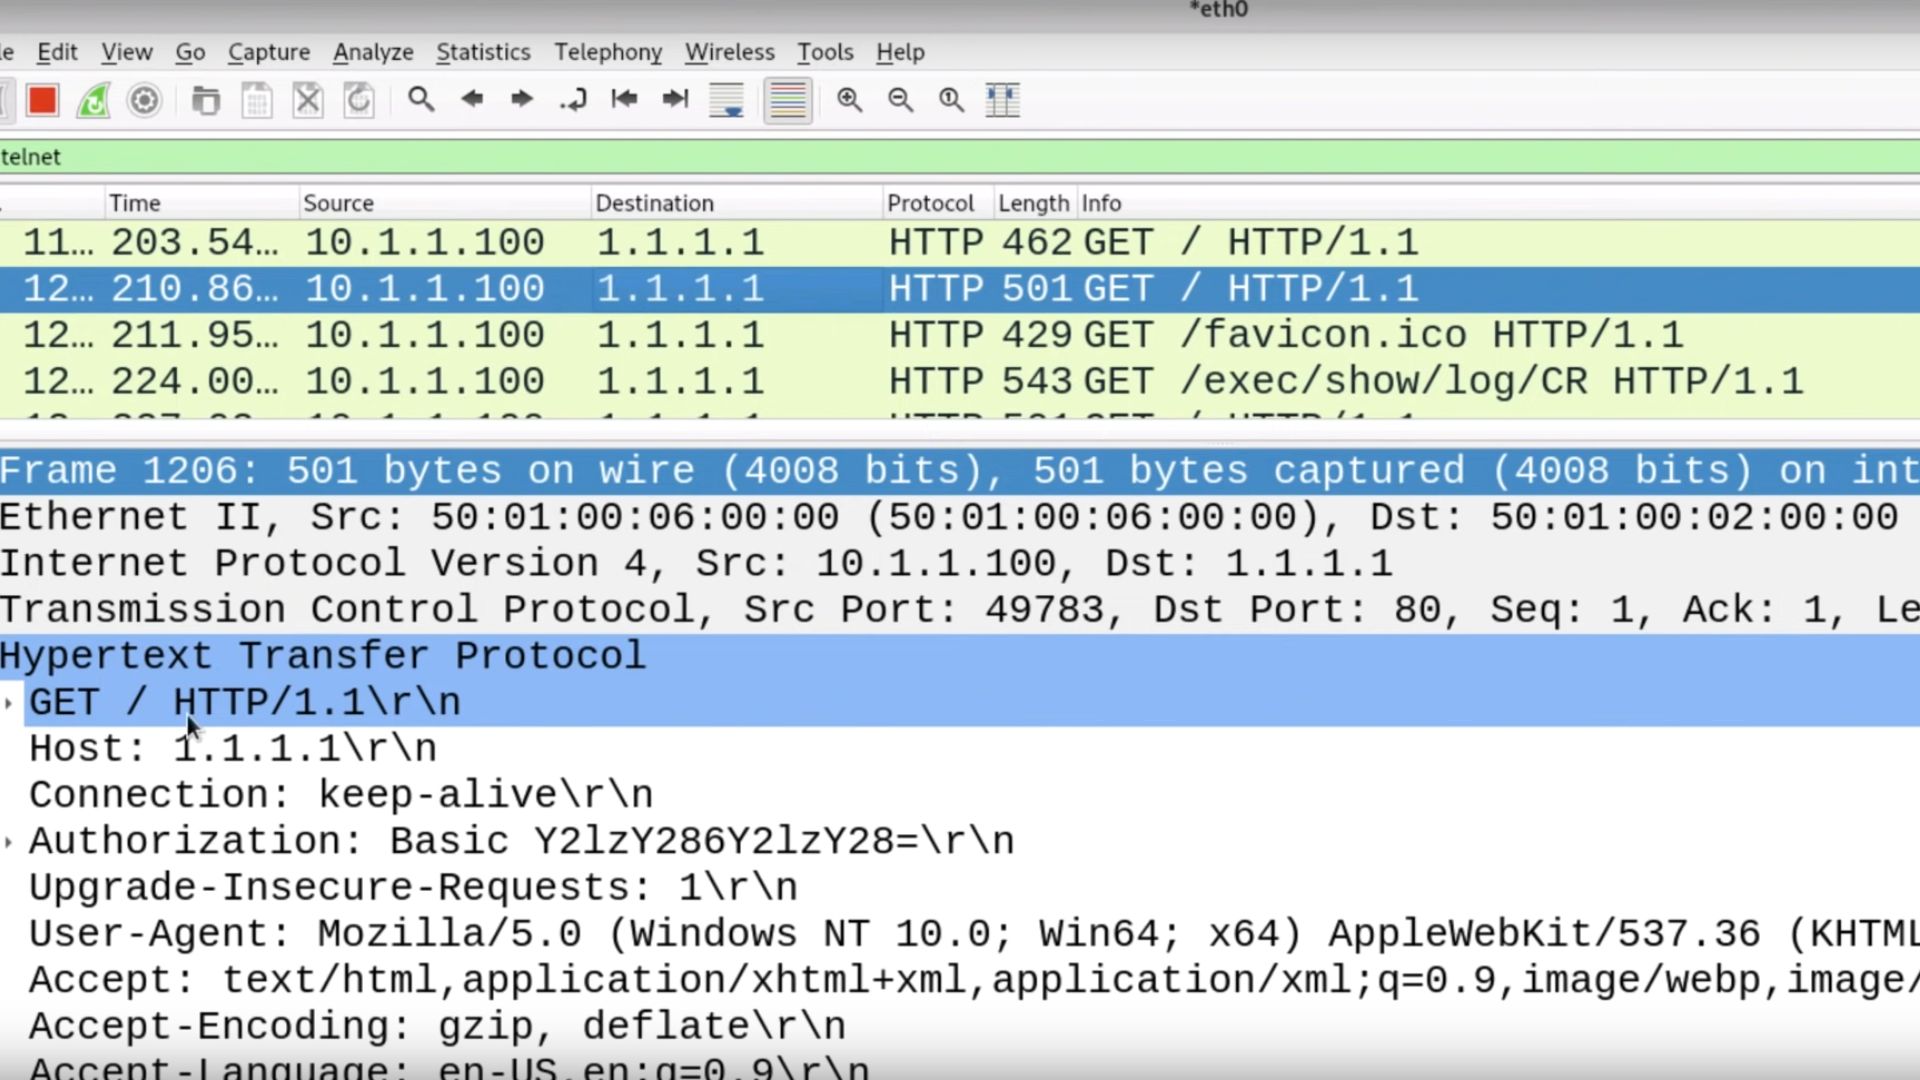 *eth0
le Edit View Go Capture Analyze Statistics Telephony Wireless Tools Help
telnet
Time Source Destination Protocol Length Info
11… 203.54… 10.1.1.100 1.1.1.1 HTTP 462 GET / HTTP/1.1
12… 210.86… 10.1.1.100 1.1.1.1 HTTP 501 GET / HTTP/1.1
12… 211.95… 10.1.1.100 1.1.1.1 HTTP 429 GET /favicon.ico HTTP/1.1
12… 224.00… 10.1.1.100 1.1.1.1 HTTP 543 GET /exec/show/log/CR HTTP/1.1
Frame 1206: 501 bytes on wire (4008 bits), 501 bytes captured (4008 bits) on int
Ethernet II, Src: 50:01:00:06:00:00 (50:01:00:06:00:00), Dst: 50:01:00:02:00:00
Internet Protocol Version 4, Src: 10.1.1.100, Dst: 1.1.1.1
Transmission Control Protocol, Src Port: 49783, Dst Port: 80, Seq: 1, Ack: 1, Le
Hypertext Transfer Protocol
GET / HTTP/1.1\r\n
Host: 1.1.1.1\r\n
Connection: keep-alive\r\n
Authorization: Basic Y2lzY286Y2lzY28=\r\n
Upgrade-Insecure-Requests: 1\r\n
User-Agent: Mozilla/5.0 (Windows NT 10.0; Win64; x64) AppleWebKit/537.36 (KHTML
Accept: text/html,application/xhtml+xml,application/xml;q=0.9,image/webp,image/
Accept-Encoding: gzip, deflate\r\n
Accept-Language: en-US,en;q=0.9\r\n